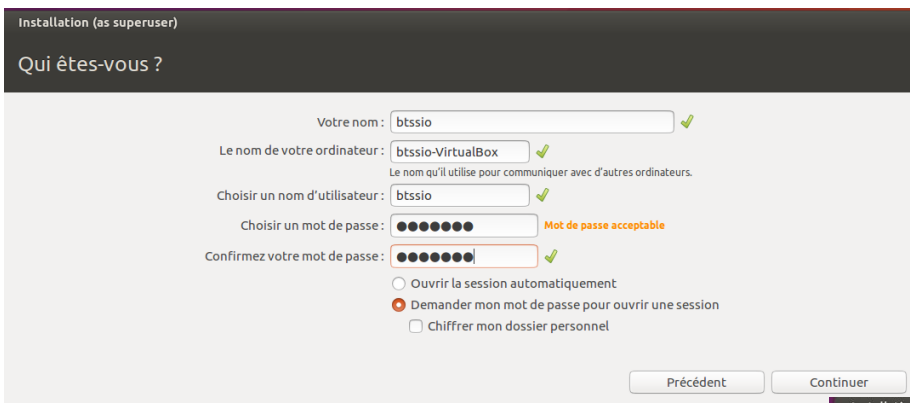 Installation (as superuser)
Qui êtes-vous ?
Votre nom : btssio
Le nom de votre ordinateur : btssio-VirtualBox
Le nom qu'il utilise pour communiquer avec d'autres ordinateurs.
Choisir un nom d'utilisateur : btssio
Choisir un mot de passe : ●●●●●●● Mot de passe acceptable
Confirmez votre mot de passe : ●●●●●●●
Ouvrir la session automatiquement
Demander mon mot de passe pour ouvrir une session
Chiffrer mon dossier personnel
Précédent Continuer